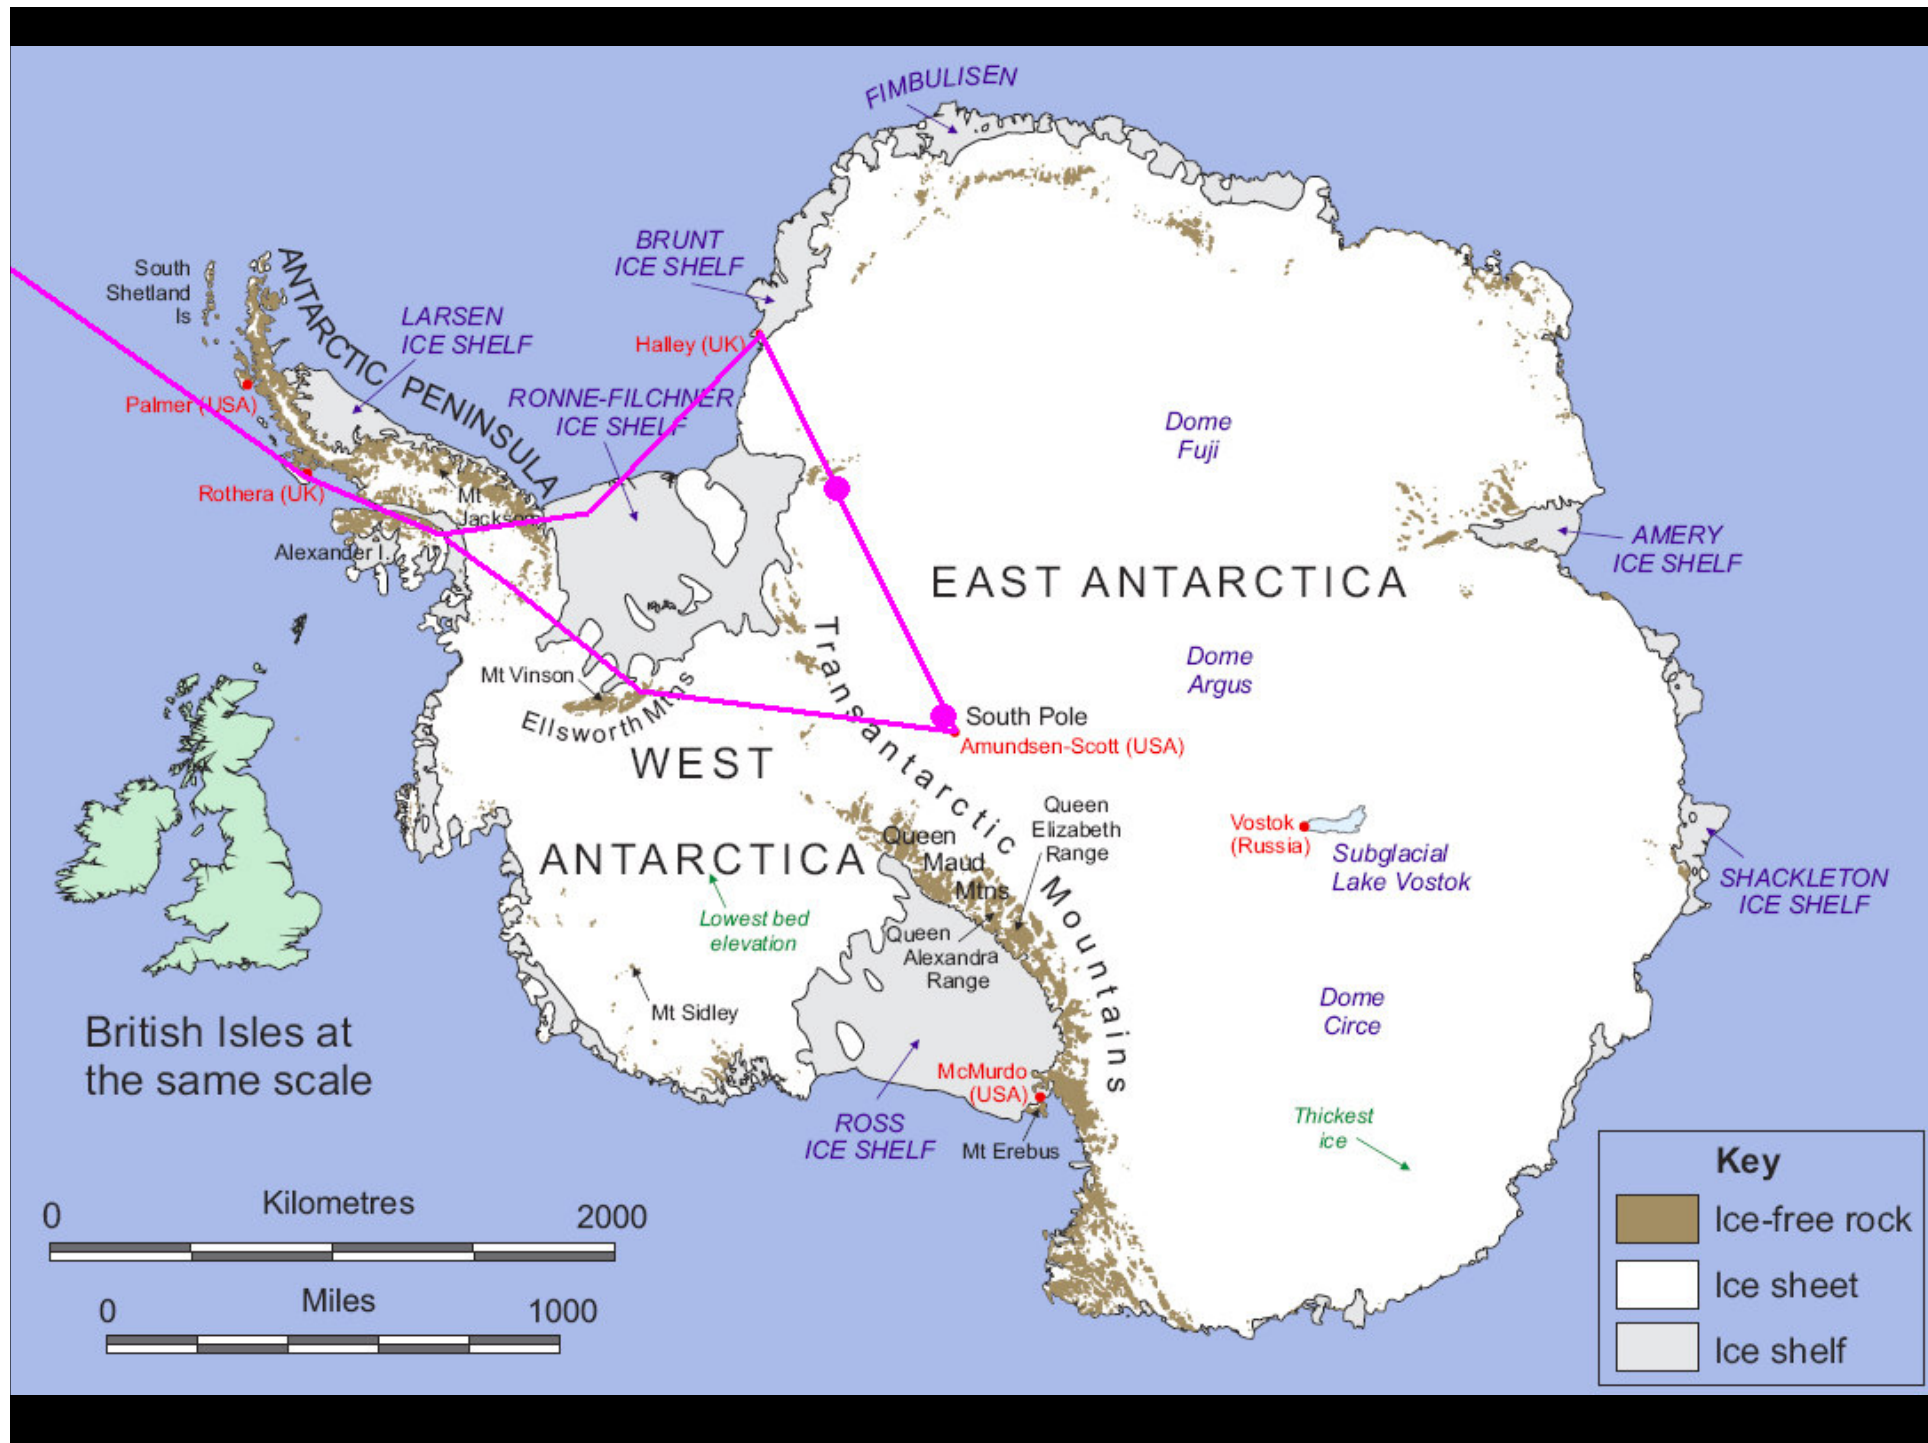 FIMBULISEN
BRUNT
ICE SHELF
South
Shetland
Is
ANTARCTIC PENINSULA
LARSEN
ICE SHELF
Halley (UK)
Palmer (USA)
RONNE-FILCHNER
ICE SHELF
Dome
Fuji
Rothera (UK)
Mt
Jackson
Alexander I.
AMERY
ICE SHELF
EAST ANTARCTICA
Mt Vinson
Ellsworth Mtns
Transantarctic Mountains
Dome
Argus
South Pole
Amundsen-Scott (USA)
WEST
ANTARCTICA
Queen
Maud
Mtns
Queen
Elizabeth
Range
Vostok
(Russia)
Subglacial
Lake Vostok
SHACKLETON
ICE SHELF
Lowest bed
elevation
Queen
Alexandra
Range
Mt Sidley
Dome
Circe
British Isles at
the same scale
McMurdo
(USA)
ROSS
ICE SHELF
Mt Erebus
Thickest
ice
Kilometres
0 2000
Miles
0 1000
Key
Ice-free rock
Ice sheet
Ice shelf